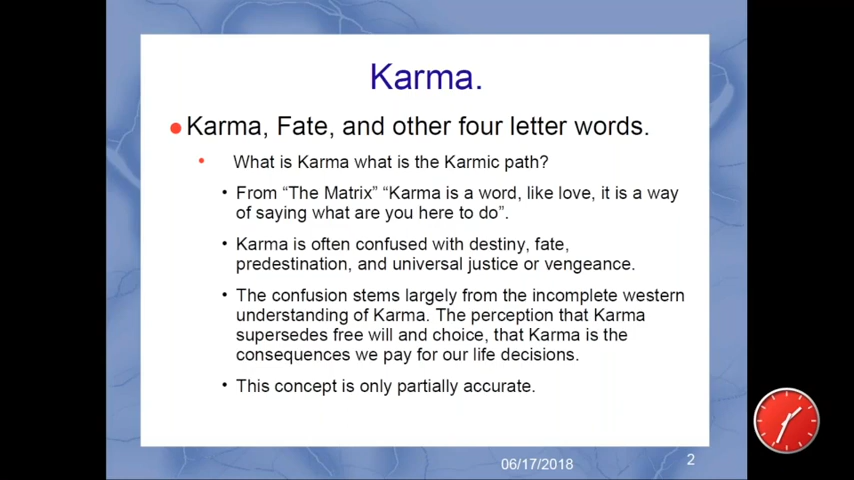 Karma.
Karma, Fate, and other four letter words.
What is Karma what is the Karmic path?
From “The Matrix” “Karma is a word, like love, it is a way
of saying what are you here to do”.
Karma is often confused with destiny, fate,
predestination, and universal justice or vengeance.
The confusion stems largely from the incomplete western
understanding of Karma. The perception that Karma
supersedes free will and choice, that Karma is the
consequences we pay for our life decisions.
This concept is only partially accurate.
06/17/2018
2